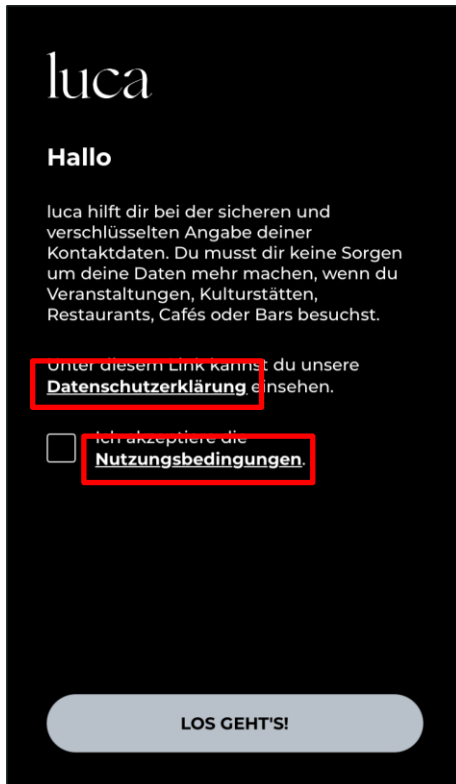 luca
Hallo
luca hilft dir bei der sicheren und
verschlüsselten Angabe deiner
Kontaktdaten. Du musst dir keine Sorgen
um deine Daten mehr machen, wenn du
Veranstaltungen, Kulturstätten,
Restaurants, Cafés oder Bars besuchst.
Unter diesem Link kannst du unsere
Datenschutzerklärung einsehen.
Ich akzeptiere die
Nutzungsbedingungen.
LOS GEHT'S!